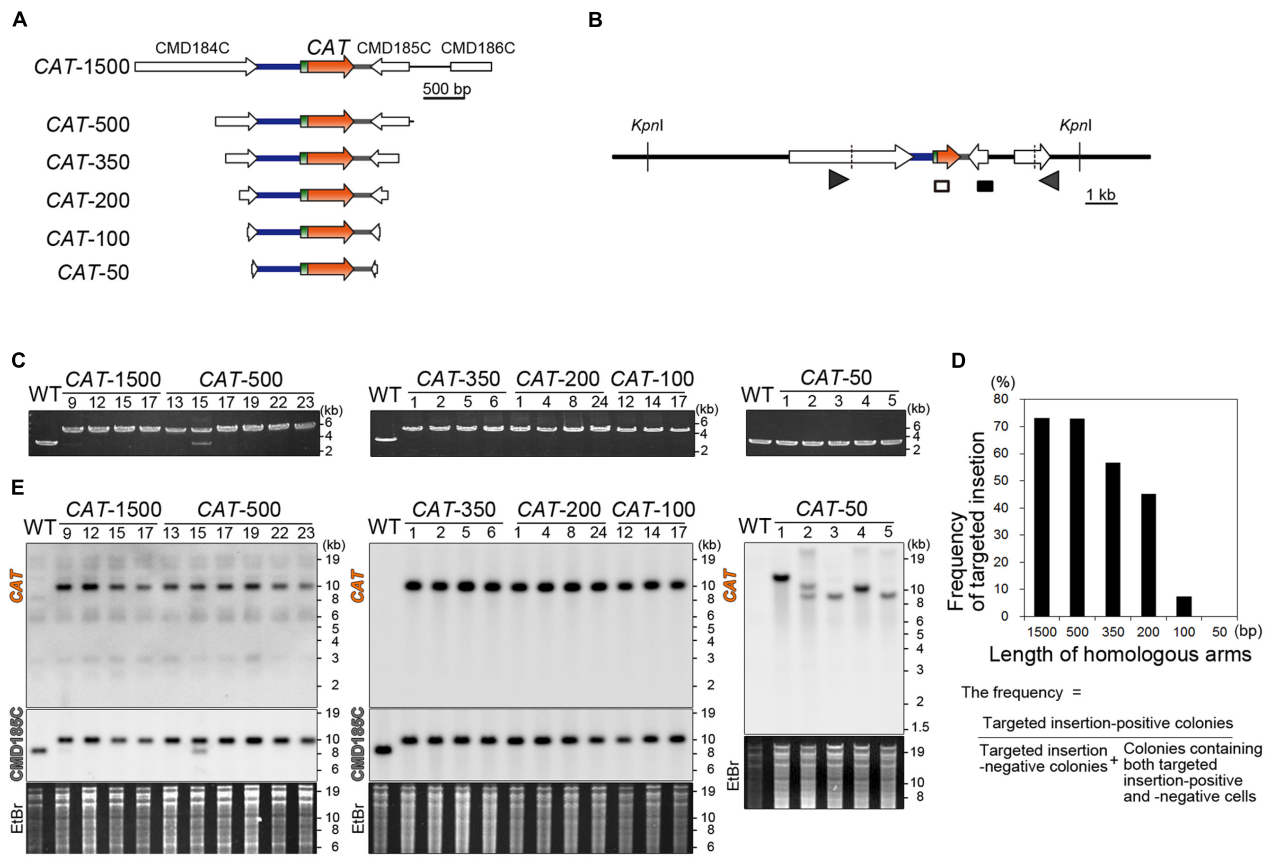 A
CMD184C CAT CMD185C CMD186C
CAT-1500
500 bp
CAT-500
CAT-350
CAT-200
CAT-100
CAT-50
B
KpnI KpnI
1 kb
C
WT CAT-1500 CAT-500
9 12 15 17 13 15 17 19 22 23 (kb)
6
4
2
WT CAT-350 CAT-200 CAT-100
1 2 5 6 1 4 8 24 12 14 17 (kb)
6
4
2
WT CAT-50
1 2 3 4 5 (kb)
6
4
2
D
(%)
80
70
60
50
40
30
20
10
0
Frequency
of targeted insetion
1500 500 350 200 100 50 (bp)
Length of homologous arms
The frequency =
Targeted insertion-positive colonies
Targeted insertion
-negative colonies
+
Colonies containing
both targeted
insertion-positive
and -negative cells
E
WT CAT-1500 CAT-500
9 12 15 17 13 15 17 19 22 23 (kb)
CAT
19
10
8
6
5
4
3
2
CMD185C
19
10
8
6
EtBr
19
10
8
6
WT CAT-350 CAT-200 CAT-100
1 2 5 6 1 4 8 24 12 14 17 (kb)
CAT
19
10
8
6
5
4
3
2
CMD185C
19
10
8
6
EtBr
19
10
8
6
WT CAT-50
1 2 3 4 5 (kb)
CAT
19
10
8
6
5
4
3
2
1.5
EtBr
19
10
8